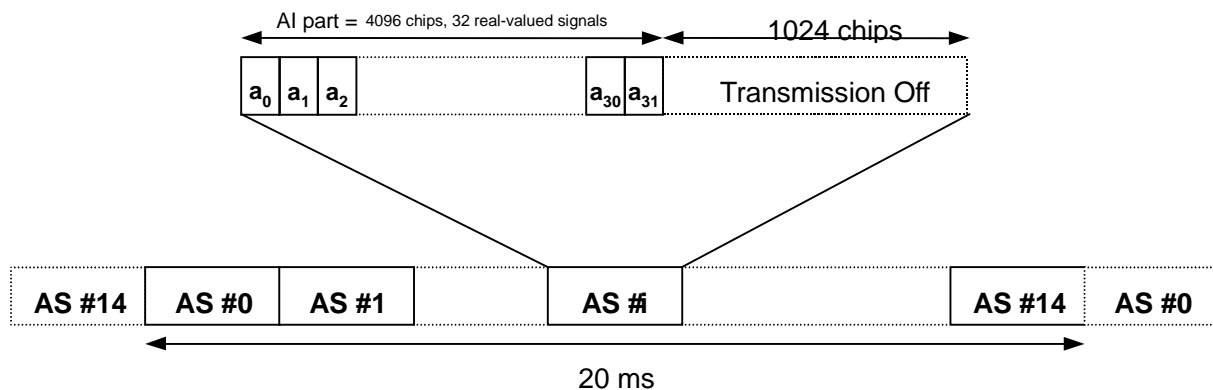 AI part = 4096 chips, 32 real-valued signals
1024 chips
a0 a1 a2 a30 a31 Transmission Off
AS #14 AS #0 AS #1 AS #i AS #14 AS #0
20 ms